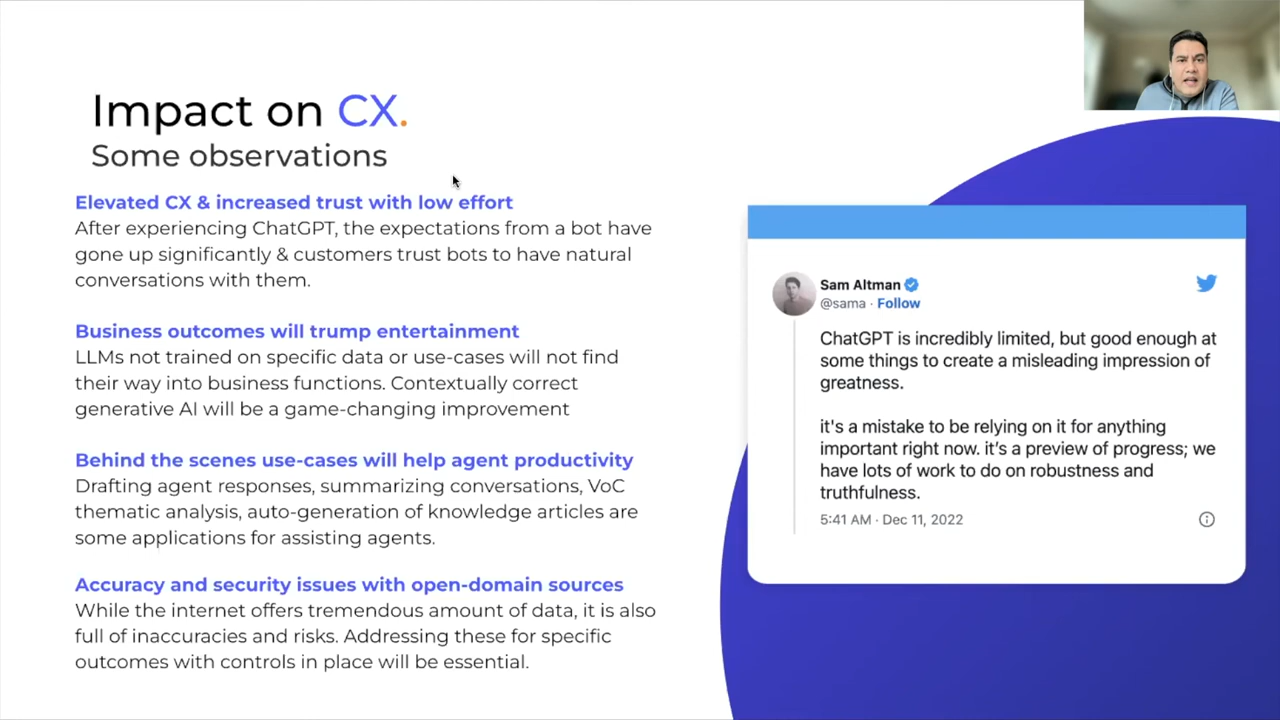 Impact on CX.
Some observations
Elevated CX & increased trust with low effort
After experiencing ChatGPT, the expectations from a bot have
gone up significantly & customers trust bots to have natural
conversations with them.
Business outcomes will trump entertainment
LLMs not trained on specific data or use-cases will not find
their way into business functions. Contextually correct
generative AI will be a game-changing improvement
Behind the scenes use-cases will help agent productivity
Drafting agent responses, summarizing conversations, VoC
thematic analysis, auto-generation of knowledge articles are
some applications for assisting agents.
Accuracy and security issues with open-domain sources
While the internet offers tremendous amount of data, it is also
full of inaccuracies and risks. Addressing these for specific
outcomes with controls in place will be essential.
Sam Altman
@sama · Follow
ChatGPT is incredibly limited, but good enough at
some things to create a misleading impression of
greatness.
it's a mistake to be relying on it for anything
important right now. it’s a preview of progress; we
have lots of work to do on robustness and
truthfulness.
5:41 AM · Dec 11, 2022